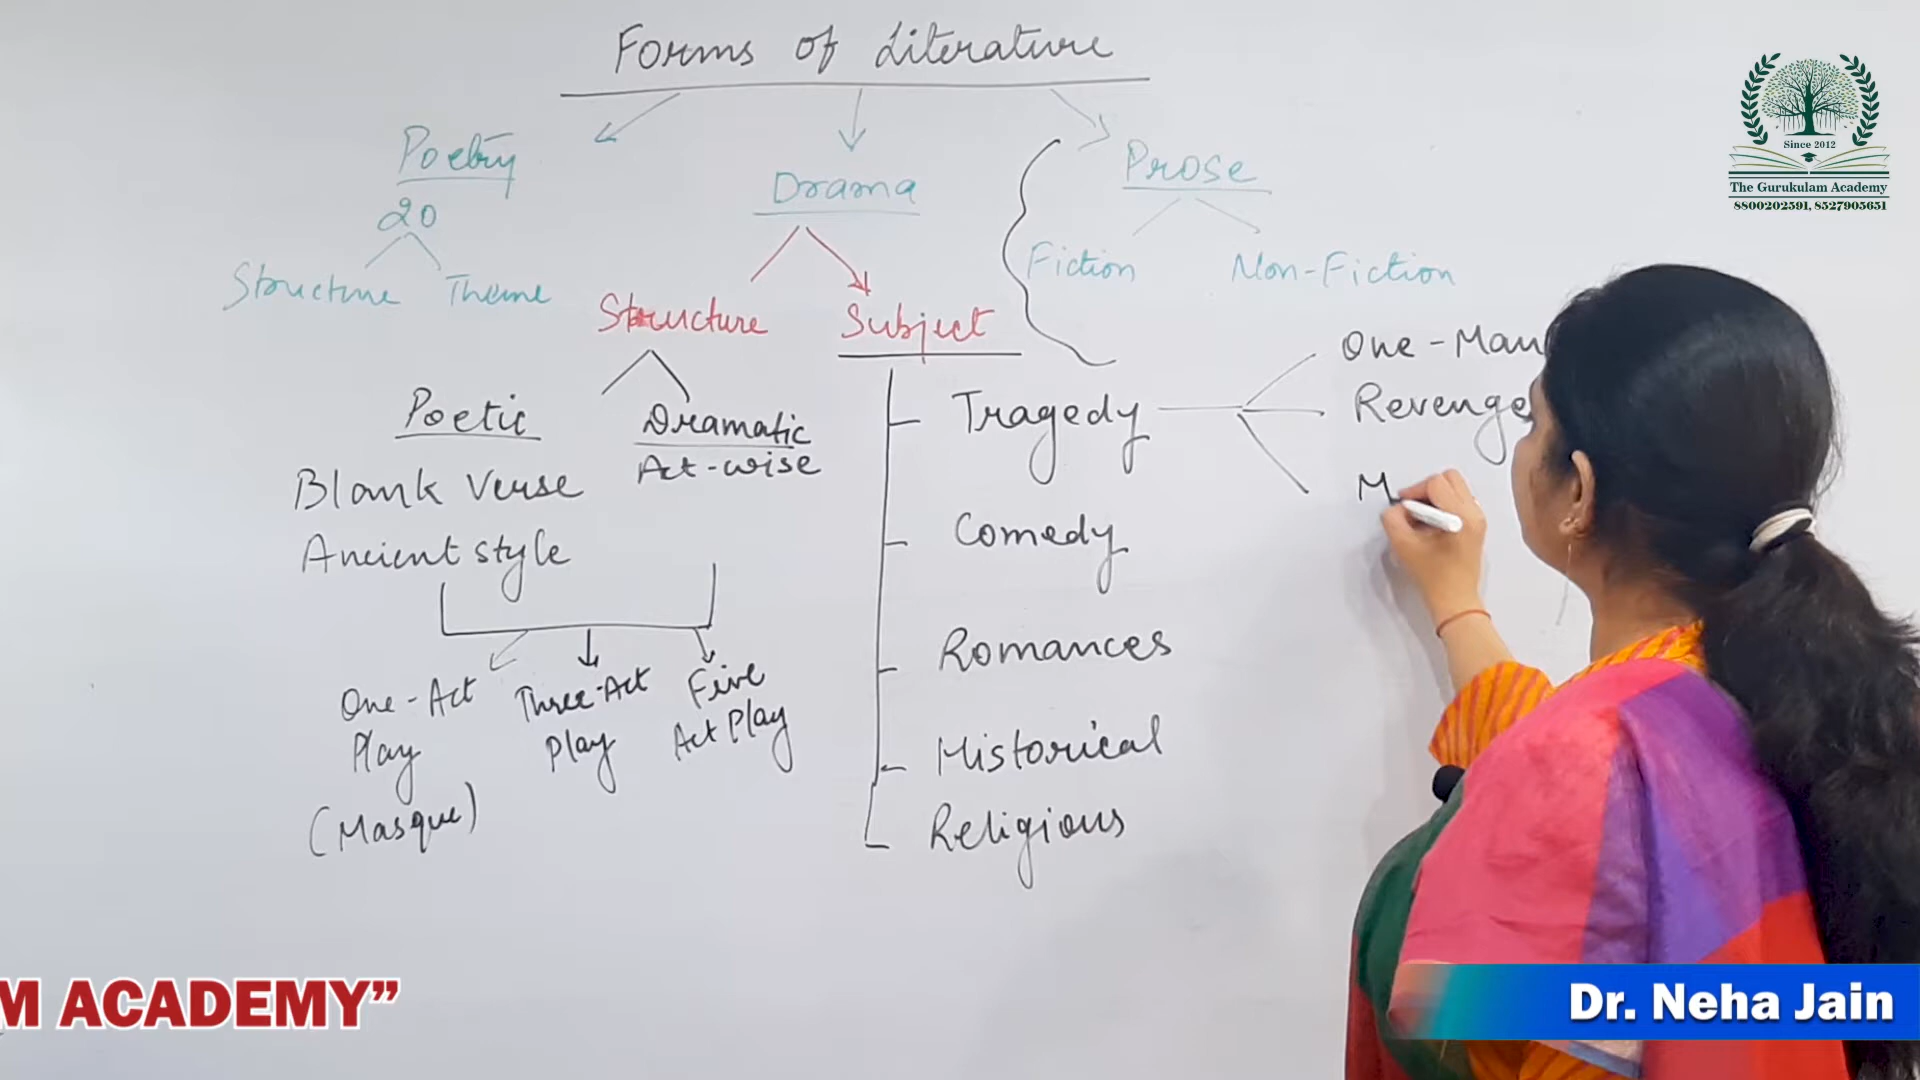 Forms of Literature
Poetry
20
Structure Theme
Drama
Structure Subject
Poetic
Blank Verse
Ancient style
Dramatic
Act-wise
One-Act
Play
(Masque)
Three-Act
Play
Five
Act Play
Tragedy
Comedy
Romances
Historical
Religious
Prose
Fiction Non-Fiction
One-Man
Revenge
M
Since 2012
The Gurukulam Academy
8800202591, 8527905651
M ACADEMY”
Dr. Neha Jain